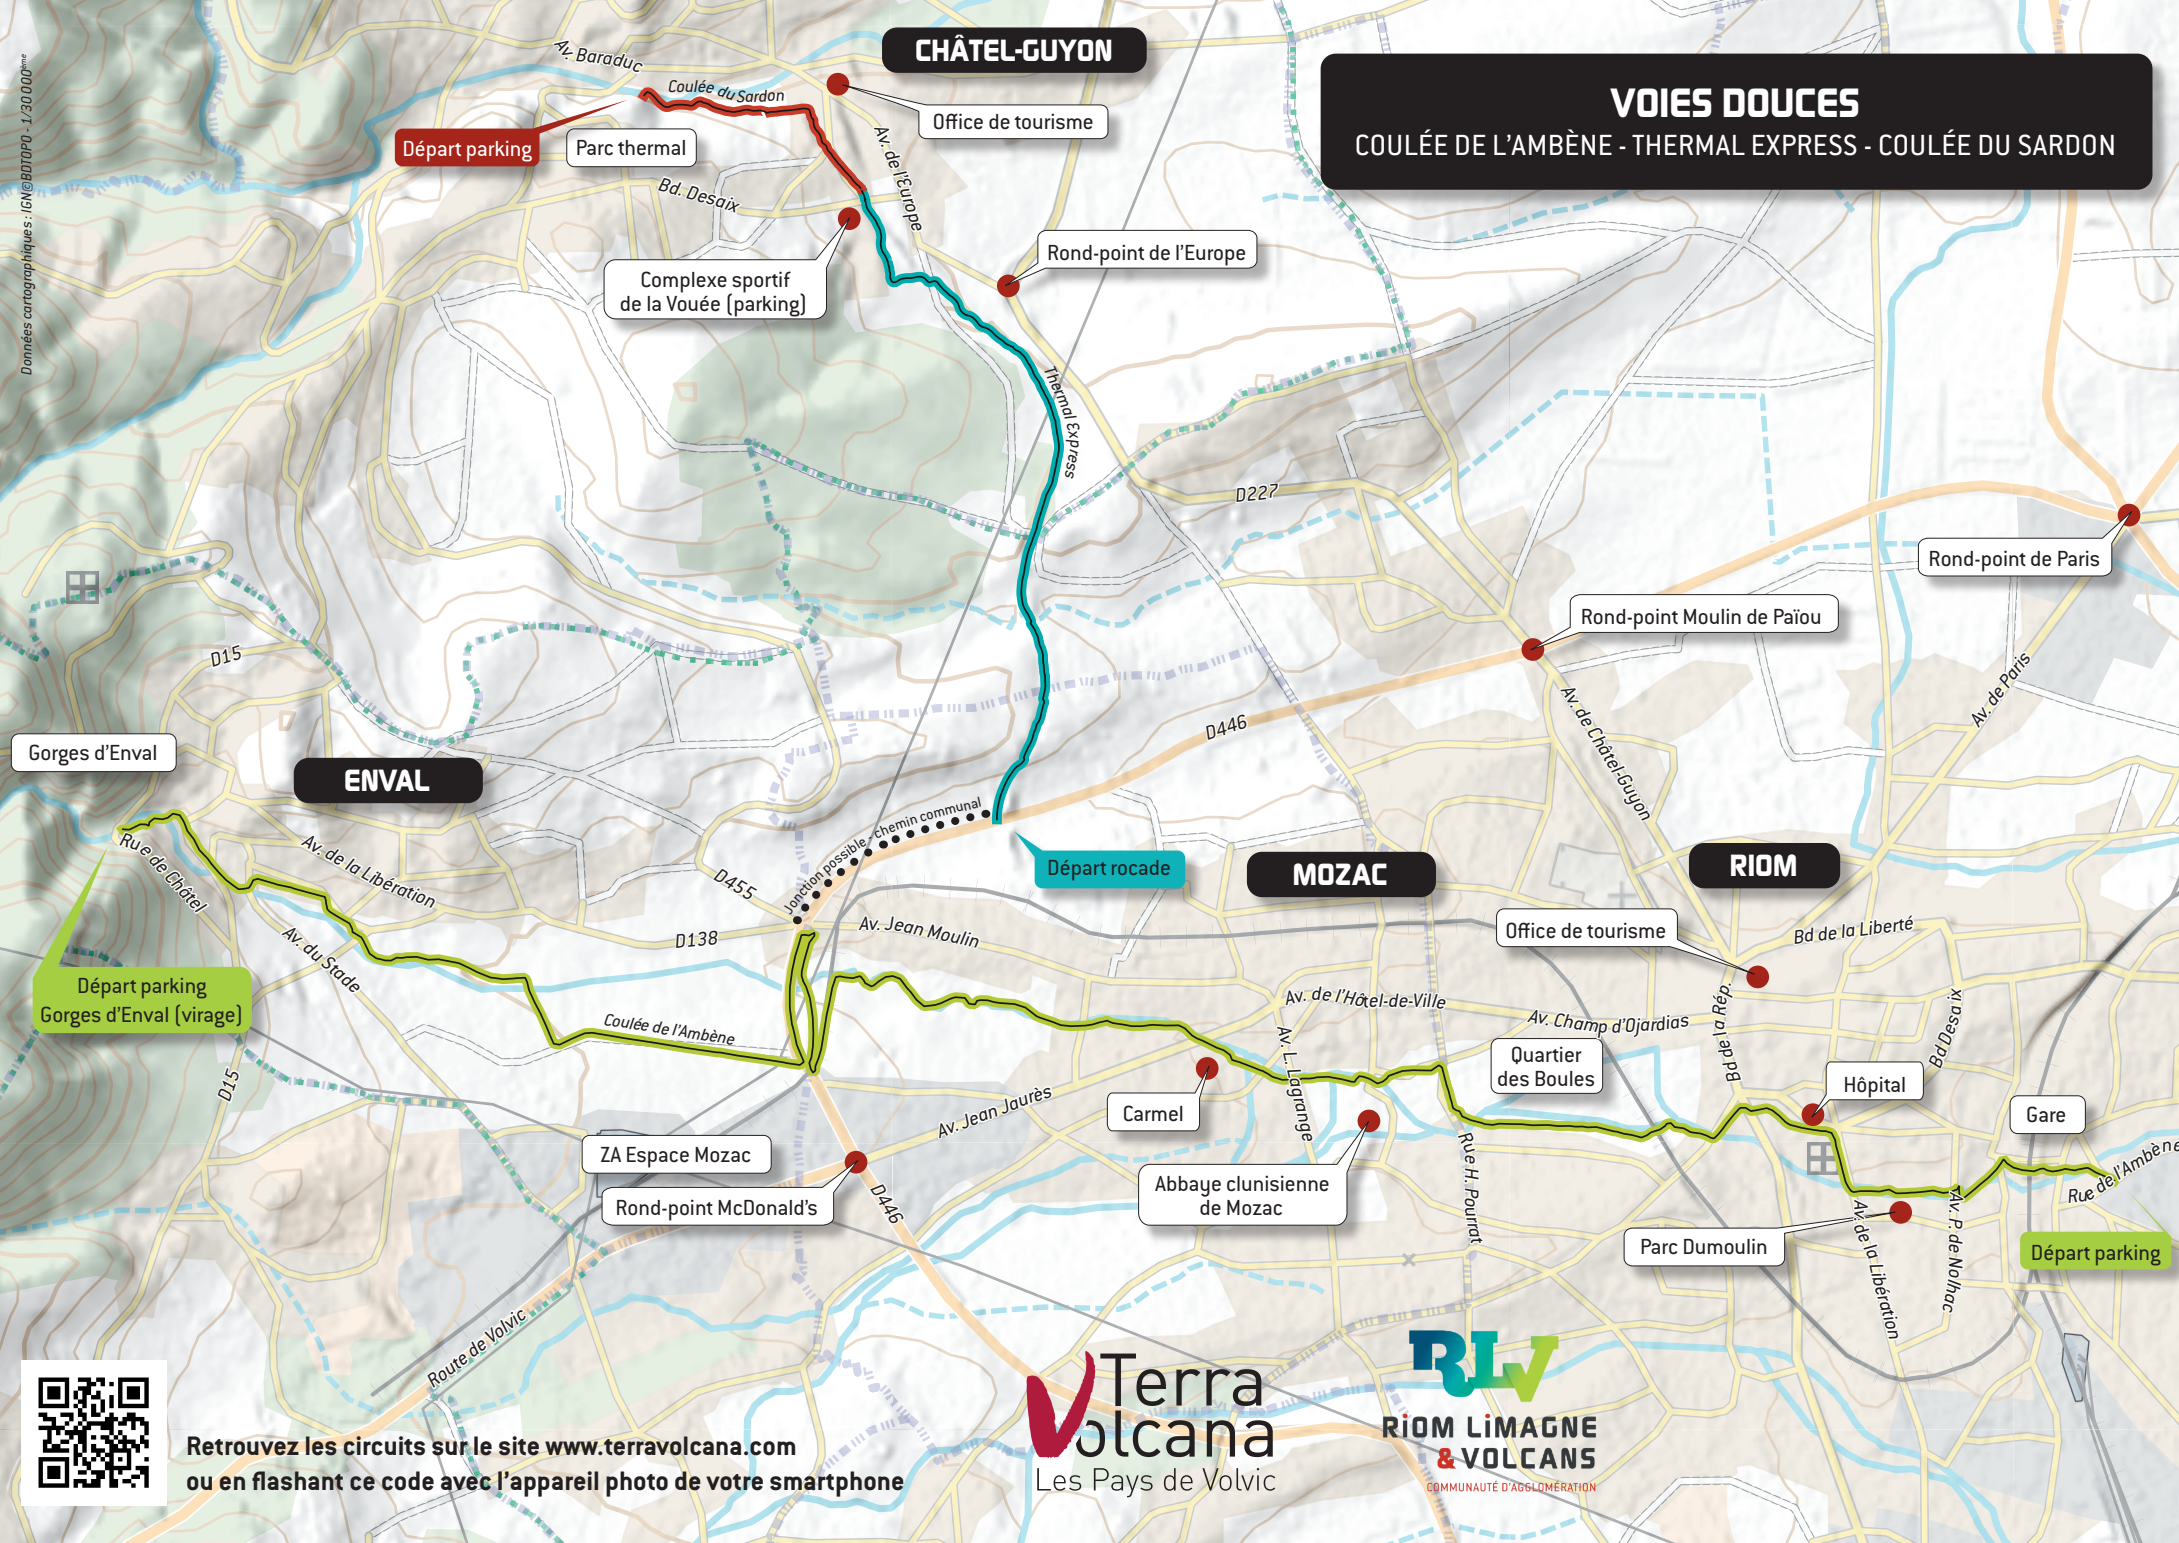 Données cartographiques : IGN©BDTOPO - 1/30 000ème
CHÂTEL-GUYON
VOIES DOUCES
COULÉE DE L'AMBÈNE - THERMAL EXPRESS - COULÉE DU SARDON
Av. Baraduc
Coulée du Sardon
Office de tourisme
Départ parking
Parc thermal
Av. de l'Europe
Bd. Desaix
Rond-point de l'Europe
Complexe sportif
de la Vouée (parking)
Thermal Express
D227
Rond-point de Paris
Rond-point Moulin de Païou
D15
Av. de Paris
Av. de Châtel-Guyon
D446
Gorges d'Enval
ENVAL
Jonction possible - chemin communal
Rue de Châtel
Av. de la Libération
D455
Départ rocade
MOZAC
RIOM
Av. Jean Moulin
D138
Office de tourisme
Bd de la Liberté
Av. du Stade
Départ parking
Gorges d'Enval (virage)
Coulée de l'Ambène
Av. de l'Hôtel-de-Ville
Av. Champ d'Ojardias
Bd de la Rép.
Bd Desaix
Av. L. Lagrange
Quartier
des Boules
Hôpital
D15
Carmel
Av. Jean Jaurès
Gare
ZA Espace Mozac
Rue H. Pourrat
Rue de l'Ambène
Abbaye clunisienne
de Mozac
Rond-point McDonald's
D446
Parc Dumoulin
Av. de la Libération
Av. P. de Nolhac
Départ parking
Route de Volvic
Terra
Volcana
Les Pays de Volvic
RLV
RiOM LiMAGNE
& VOLCANS
COMMUNAUTÉ D'AGGLOMÉRATION
Retrouvez les circuits sur le site www.terravolcana.com
ou en flashant ce code avec l'appareil photo de votre smartphone